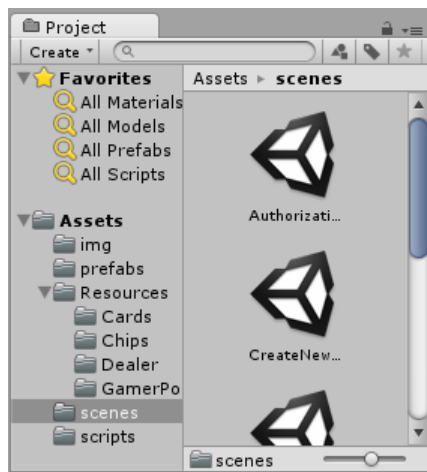 Project
Create
Favorites
All Materials
All Models
All Prefabs
All Scripts
Assets
img
prefabs
Resources
Cards
Chips
Dealer
GamerPo
scenes
scripts
Assets ▸ scenes
Authorizati...
CreateNew...
scenes